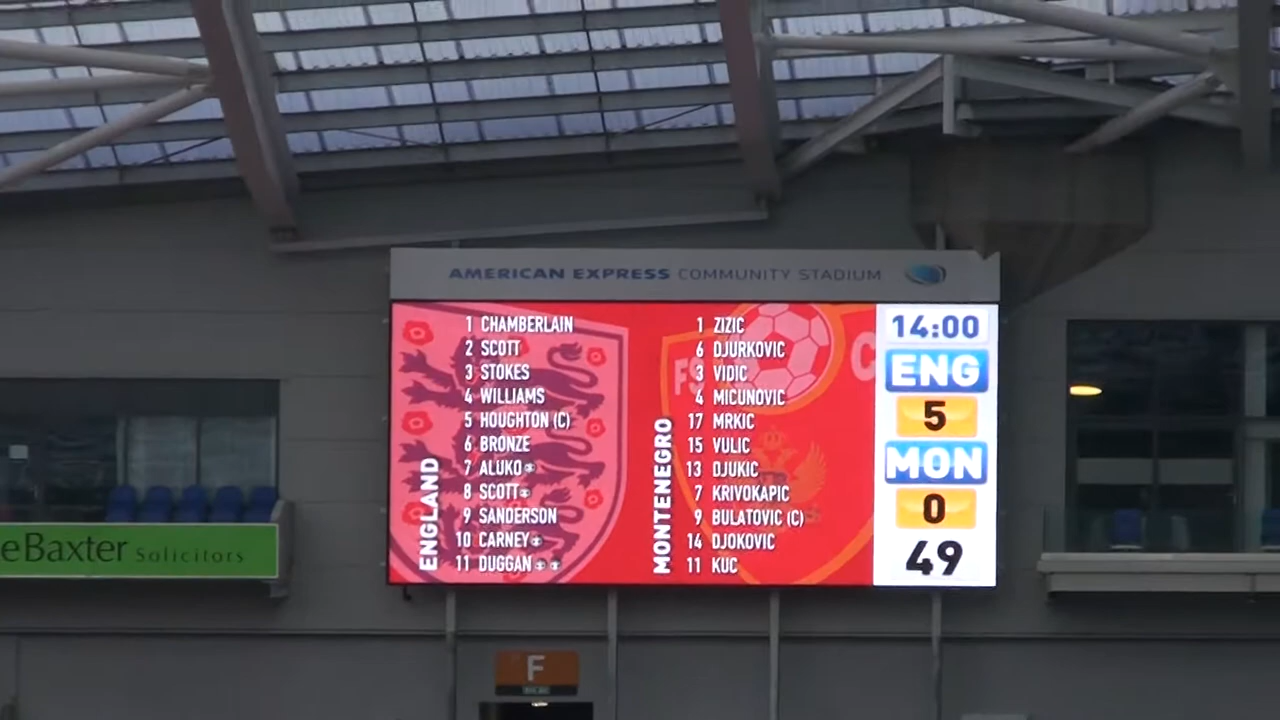 AMERICAN EXPRESS COMMUNITY STADIUM
ENGLAND
1 CHAMBERLAIN
2 SCOTT
3 STOKES
4 WILLIAMS
5 HOUGHTON (C)
6 BRONZE
7 ALUKO
8 SCOTT
9 SANDERSON
10 CARNEY
11 DUGGAN
MONTENEGRO
1 ZIZIC
6 DJURKOVIC
3 VIDIC
4 MICUNOVIC
17 MRKIC
15 VULIC
13 DJUKIC
7 KRIVOKAPIC
9 BULATOVIC (C)
14 DJOKOVIC
11 KUC
FS
C
14:00
ENG
5
MON
0
49
eBaxter Solicitors
F